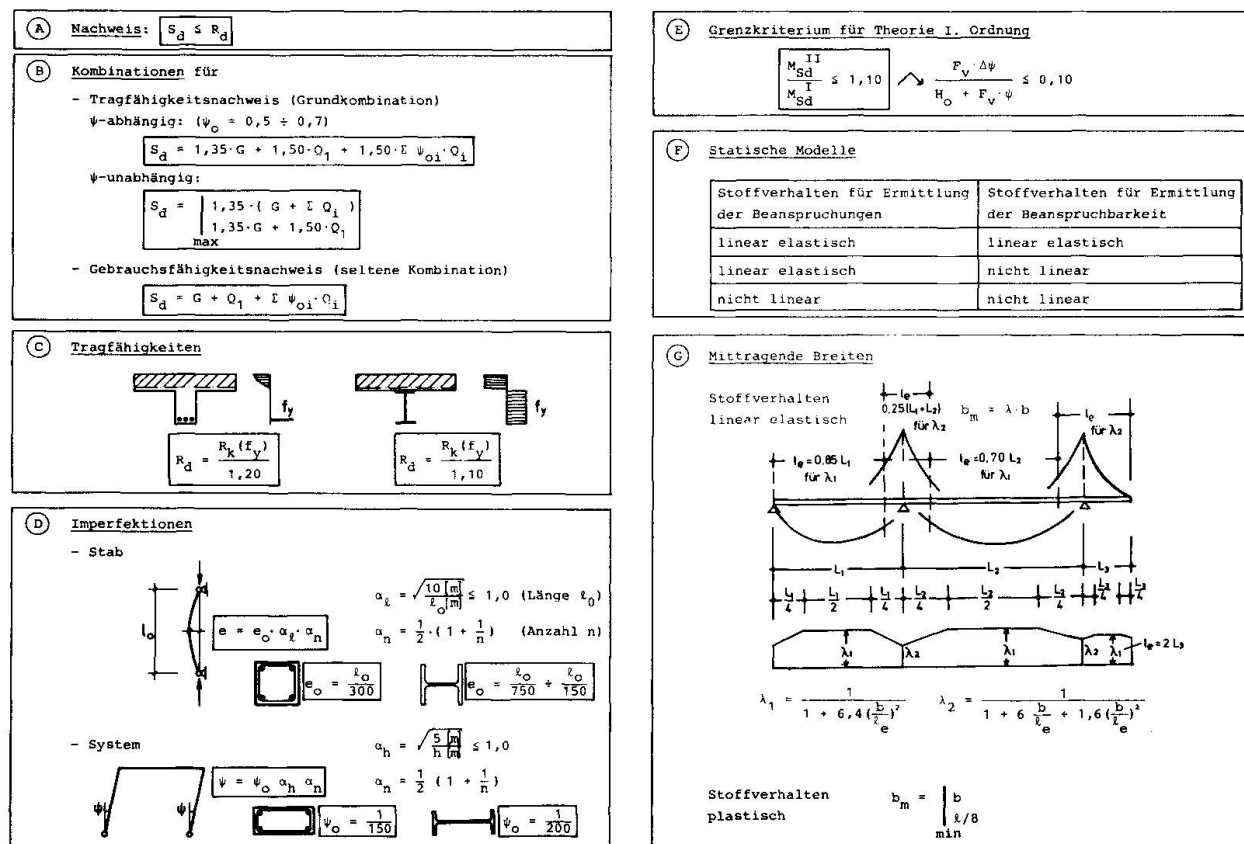 A Nachweis: S_d ≤ R_d
B Kombinationen für
- Tragfähigkeitsnachweis (Grundkombination)
ψ-abhängig: (ψ_o = 0,5 ÷ 0,7)
S_d = 1,35·G + 1,50·Q_1 + 1,50·Σ ψ_oi·Q_i
ψ-unabhängig:
S_d = | 1,35·( G + Σ Q_i )
| 1,35·G + 1,50·Q_1
max
- Gebrauchsfähigkeitsnachweis (seltene Kombination)
S_d = G + Q_1 + Σ ψ_oi·Q_i
C Tragfähigkeiten
f_y
f_y
R_d = R_k(f_y) / 1,20
R_d = R_k(f_y) / 1,10
D Imperfektionen
- Stab
l_o
e = e_o·α_ℓ·α_n
α_ℓ = √(10 [m] / ℓ_o [m]) ≤ 1,0 (Länge ℓ_0)
α_n = 1/2·(1 + 1/n) (Anzahl n)
e_o = ℓ_o/300
e_o = ℓ_o/750 ÷ ℓ_o/150
- System
ψ ψ
ψ = ψ_o α_h α_n
α_h = √(5 [m] / h [m]) ≤ 1,0
α_n = 1/2 (1 + 1/n)
ψ_o = 1/150
ψ_o = 1/200
E Grenzkriterium für Theorie I. Ordnung
M_Sd^II / M_Sd^I ≤ 1,10
F_v·Δψ / H_o + F_v·ψ ≤ 0,10
F Statische Modelle
Stoffverhalten für Ermittlung der Beanspruchungen
Stoffverhalten für Ermittlung der Beanspruchbarkeit
linear elastisch linear elastisch
linear elastisch nicht linear
nicht linear nicht linear
G Mittragende Breiten
Stoffverhalten
linear elastisch
l_e
0,25(L_1+L_2)
für λ_2
b_m = λ·b
l_e
für λ_2
l_e=0,85 L_1
für λ_1
l_e=0,70 L_2
für λ_1
L_1 L_2 L_3
L_1/4 L_1/2 L_1/4 L_2/4 L_2/2 L_2/4 L_3/4 L_3/4
λ_1 λ_2 λ_1 λ_2 λ_1 l_e=2L_3
λ_1 = 1 / 1 + 6,4(b/ℓ_e)²
λ_2 = 1 / 1 + 6 b/ℓ_e + 1,6(b/ℓ_e)²
Stoffverhalten
plastisch
b_m = | b
| ℓ/8
min